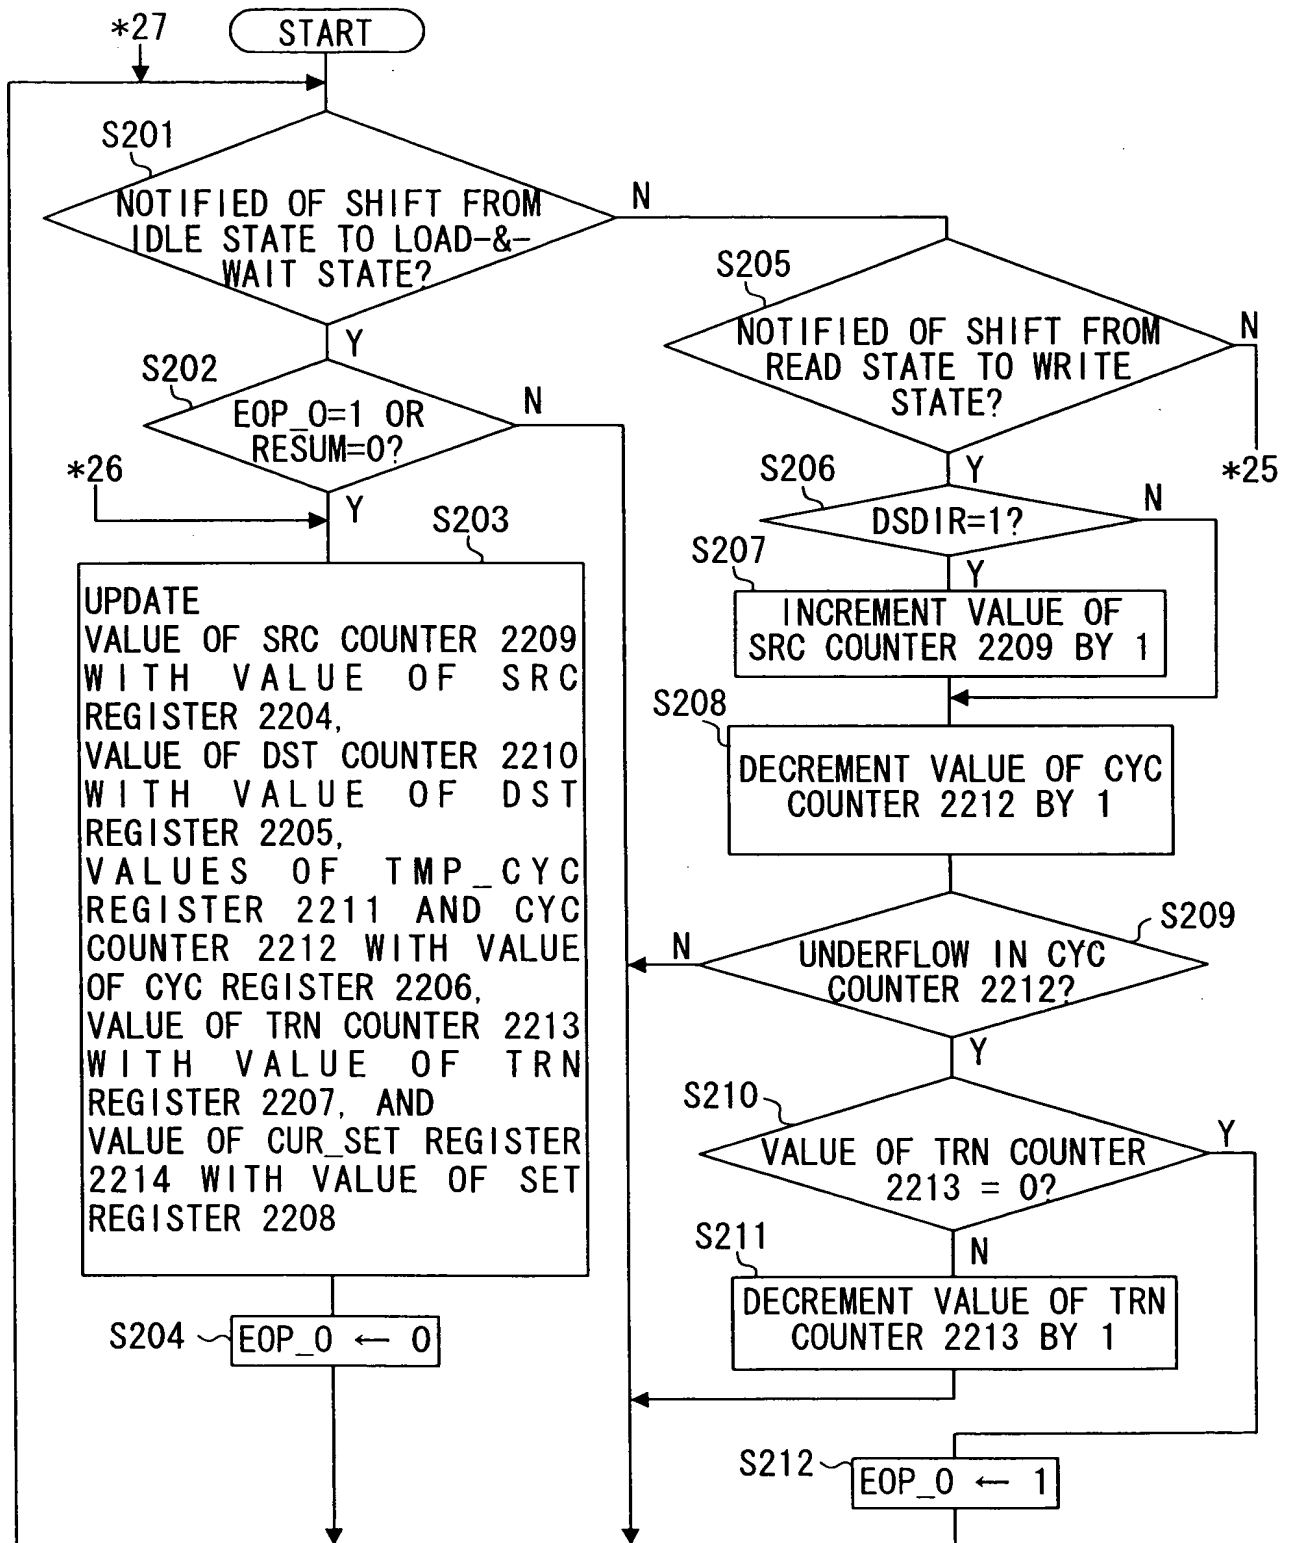 *27
START
S201
NOTIFIED OF SHIFT FROM
IDLE STATE TO LOAD-&-
WAIT STATE?
N
Y
S202
EOP_0=1 OR
RESUM=0?
N
*26
Y
S203
UPDATE
VALUE OF SRC COUNTER 2209
WITH VALUE OF SRC
REGISTER 2204,
VALUE OF DST COUNTER 2210
WITH VALUE OF DST
REGISTER 2205,
VALUES OF TMP_CYC
REGISTER 2211 AND CYC
COUNTER 2212 WITH VALUE
OF CYC REGISTER 2206,
VALUE OF TRN COUNTER 2213
WITH VALUE OF TRN
REGISTER 2207, AND
VALUE OF CUR_SET REGISTER
2214 WITH VALUE OF SET
REGISTER 2208
S204
EOP_0 ← 0
S205
NOTIFIED OF SHIFT FROM
READ STATE TO WRITE
STATE?
N
*25
Y
S206
DSDIR=1?
N
Y
S207
INCREMENT VALUE OF
SRC COUNTER 2209 BY 1
S208
DECREMENT VALUE OF CYC
COUNTER 2212 BY 1
S209
UNDERFLOW IN CYC
COUNTER 2212?
N
Y
S210
VALUE OF TRN COUNTER
2213 = 0?
Y
N
S211
DECREMENT VALUE OF TRN
COUNTER 2213 BY 1
S212
EOP_0 ← 1